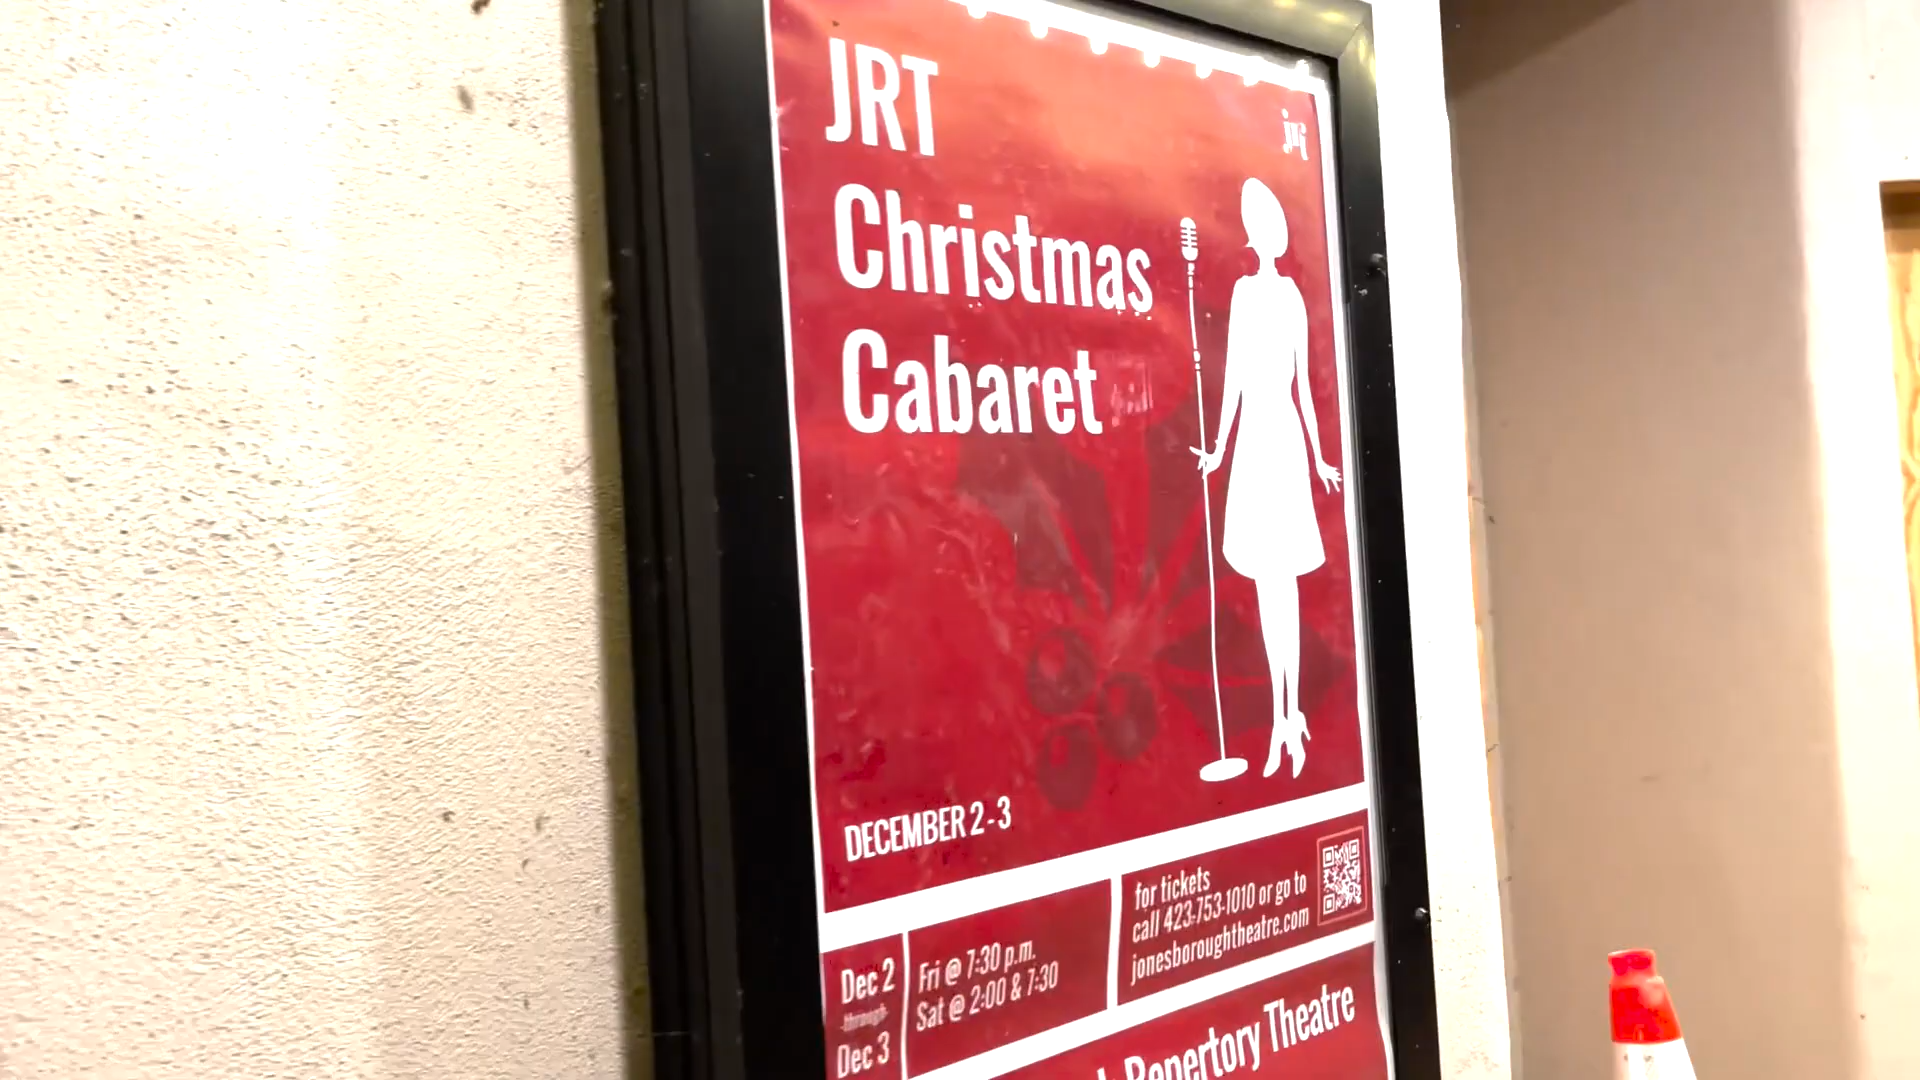 JRT
jrt
Christmas
Cabaret
DECEMBER 2 - 3
Dec 2
-through-
Dec 3
Fri @ 7:30 p.m.
Sat @ 2:00 & 7:30
for tickets
call 423-753-1010 or go to
jonesboroughtheatre.com
Repertory Theatre